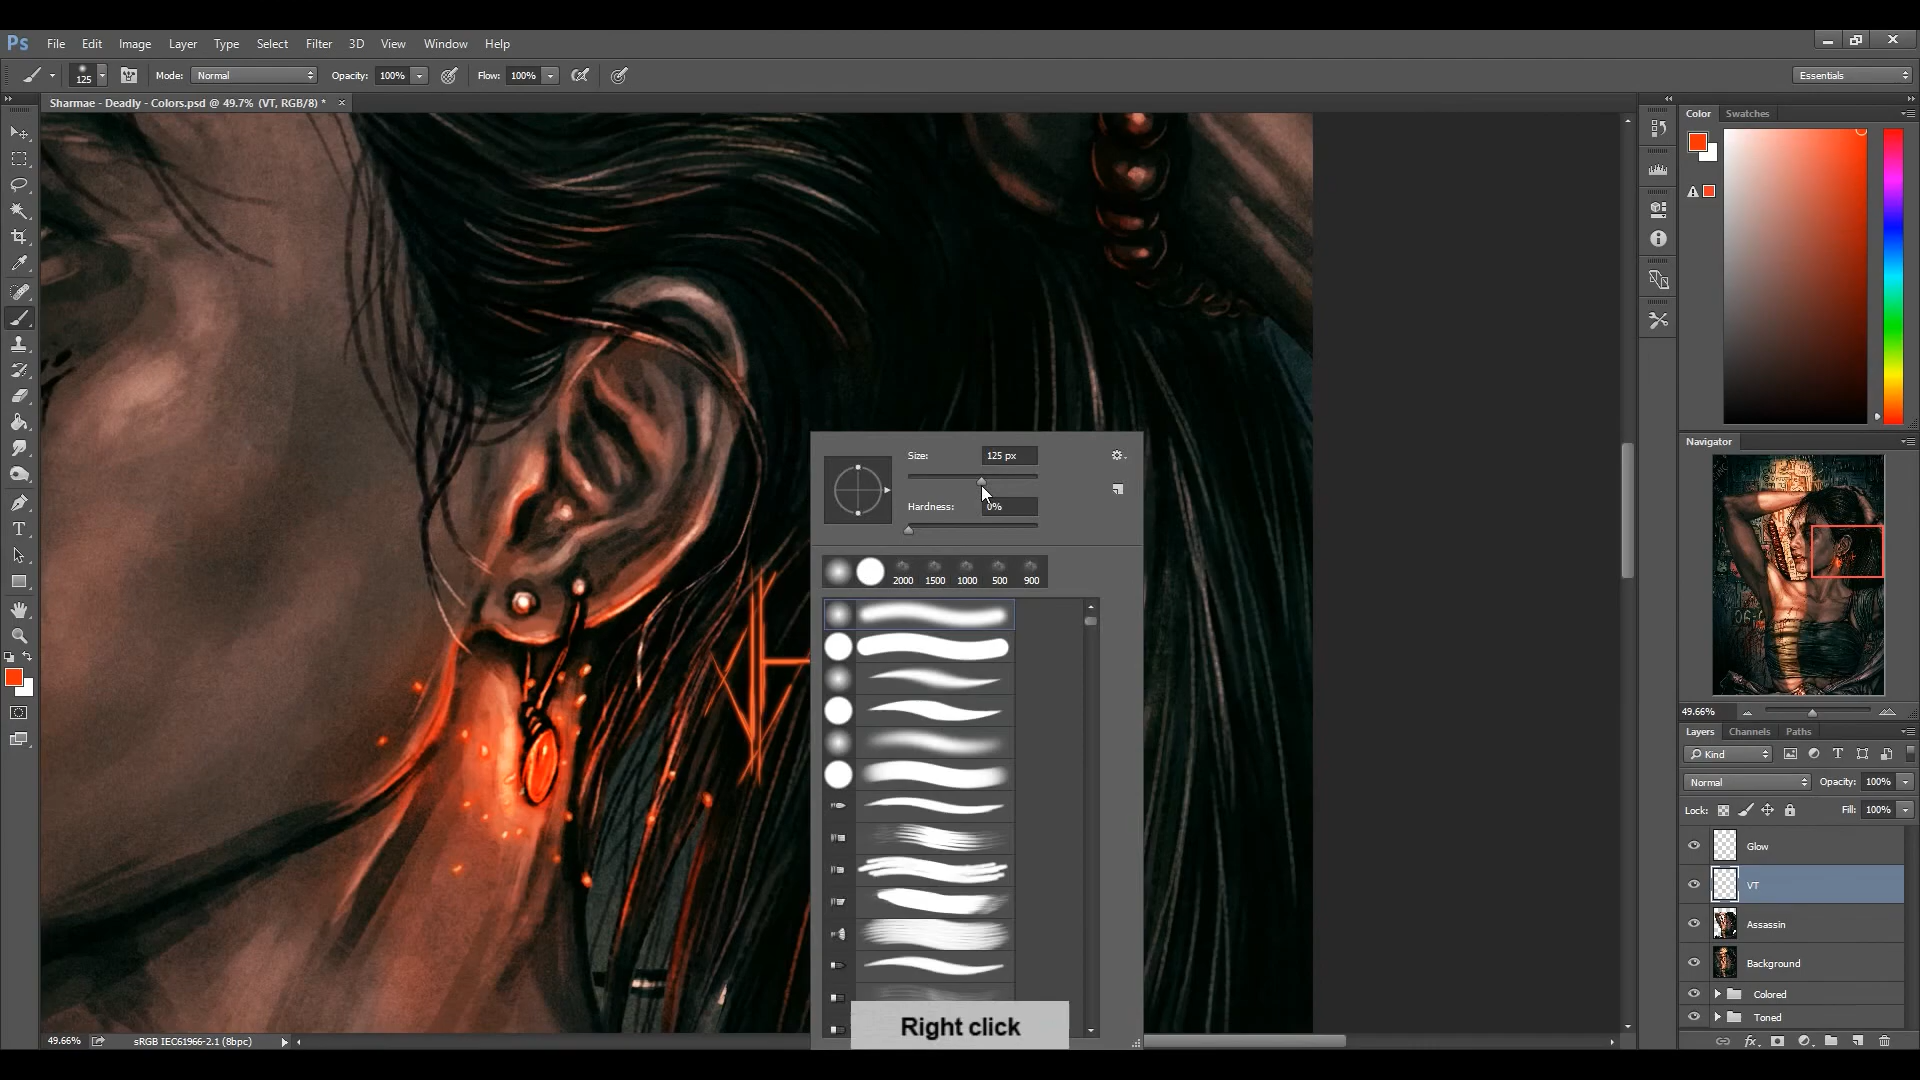 Ps File Edit Image Layer Type Select Filter 3D View Window Help
125 Mode: Normal Opacity: 100% Flow: 100% Essentials
Sharmae - Deadly - Colors.psd @ 49.7% (VT, RGB/8) * ×
Color Swatches
Size: 125 px
Hardness: 0%
2000 1500 1000 500 900
Navigator
49.66%
Layers Channels Paths
Kind
Normal Opacity: 100%
Lock: Fill: 100%
Glow
VT
Assassin
Background
Colored
Toned
Right click
49.66% sRGB IEC61966-2.1 (8bpc)